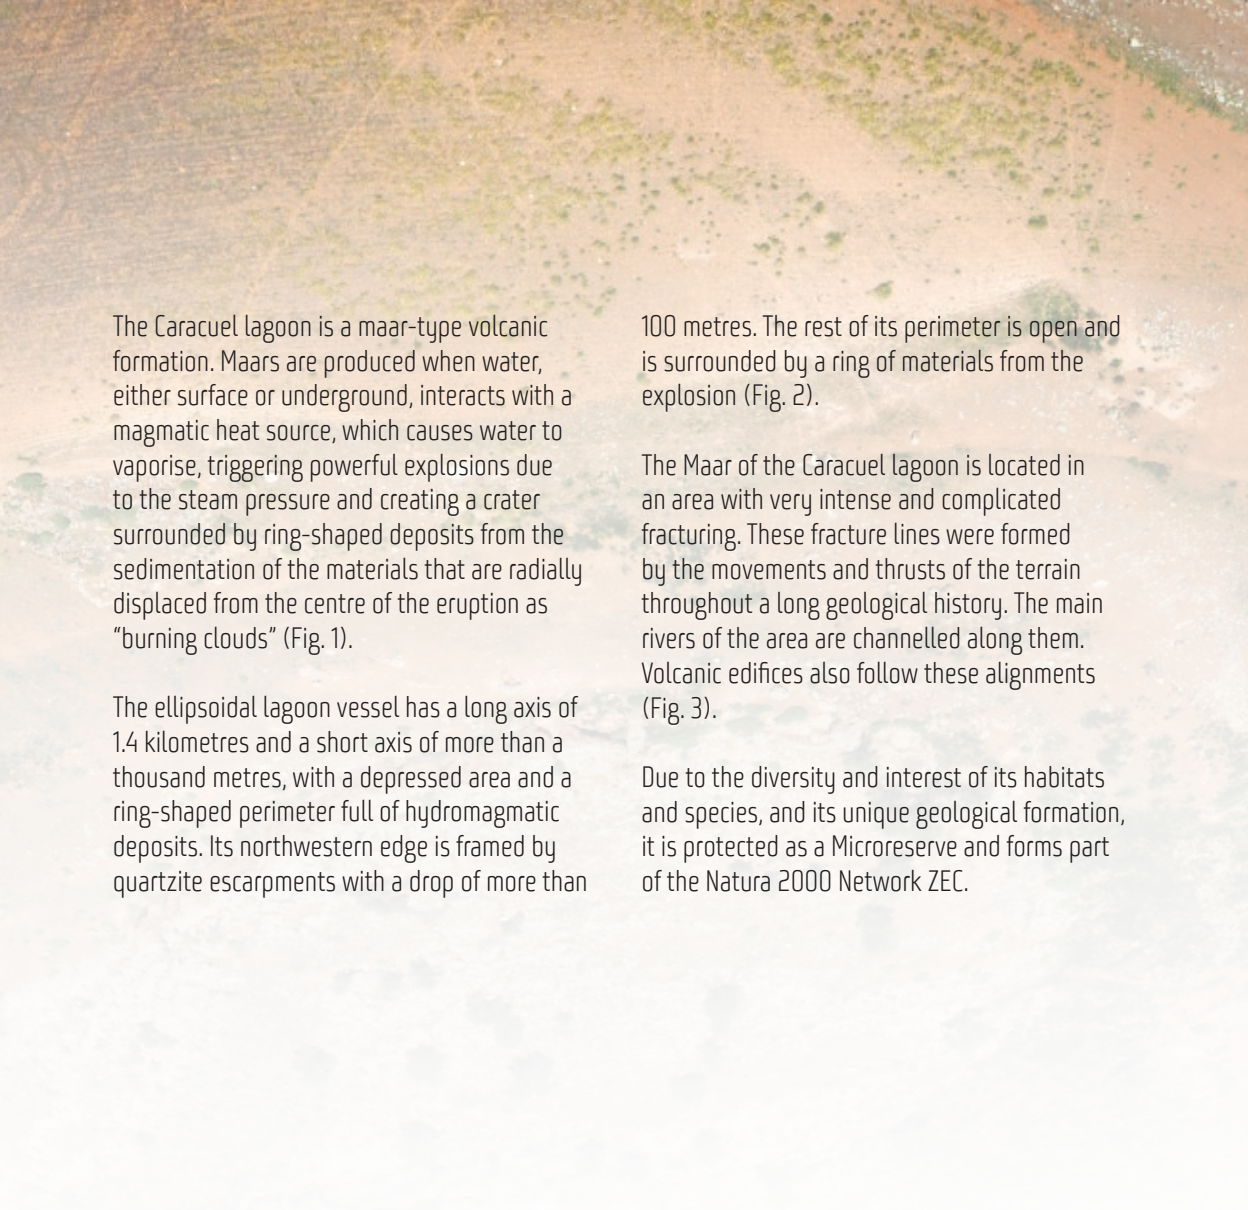 The Caracuel lagoon is a maar-type volcanic
formation. Maars are produced when water,
either surface or underground, interacts with a
magmatic heat source, which causes water to
vaporise, triggering powerful explosions due
to the steam pressure and creating a crater
surrounded by ring-shaped deposits from the
sedimentation of the materials that are radially
displaced from the centre of the eruption as
“burning clouds” (Fig. 1).
The ellipsoidal lagoon vessel has a long axis of
1.4 kilometres and a short axis of more than a
thousand metres, with a depressed area and a
ring-shaped perimeter full of hydromagmatic
deposits. Its northwestern edge is framed by
quartzite escarpments with a drop of more than
100 metres. The rest of its perimeter is open and
is surrounded by a ring of materials from the
explosion (Fig. 2).
The Maar of the Caracuel lagoon is located in
an area with very intense and complicated
fracturing. These fracture lines were formed
by the movements and thrusts of the terrain
throughout a long geological history. The main
rivers of the area are channelled along them.
Volcanic edifices also follow these alignments
(Fig. 3).
Due to the diversity and interest of its habitats
and species, and its unique geological formation,
it is protected as a Microreserve and forms part
of the Natura 2000 Network ZEC.